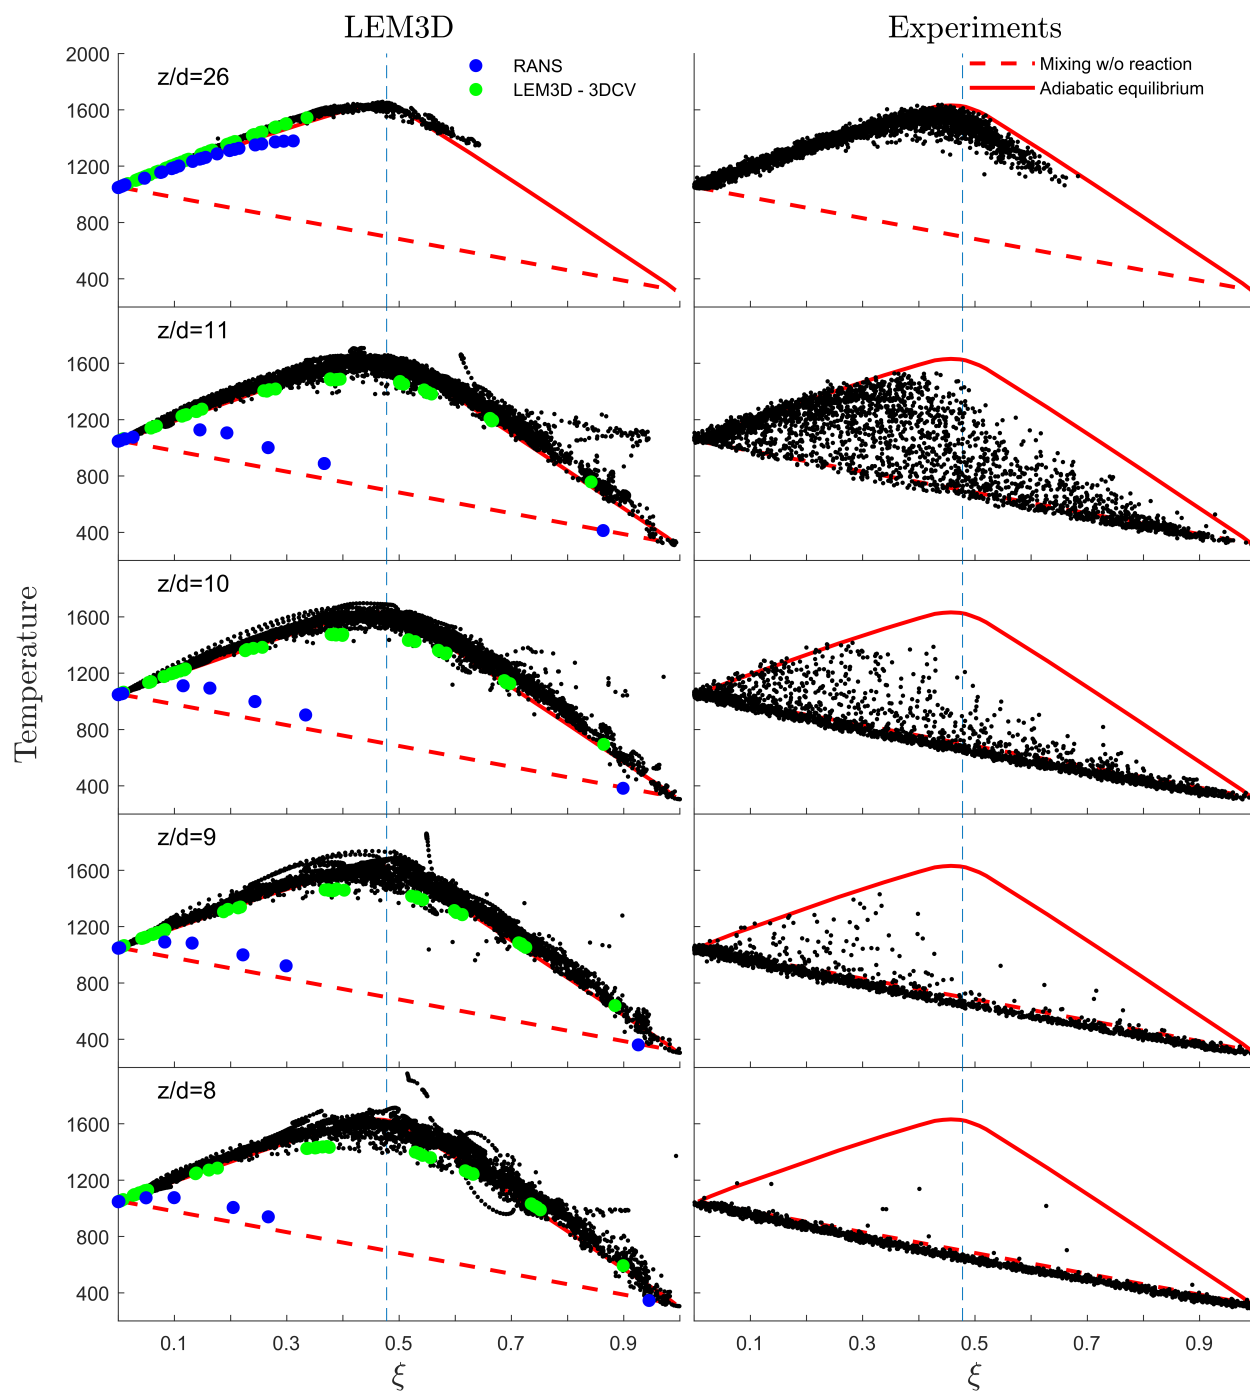 LEM3D
Experiments
2000
1600
1200
800
400
z/d=26
RANS
LEM3D - 3DCV
Mixing w/o reaction
Adiabatic equilibrium
1600
1200
800
400
z/d=11
1600
1200
800
400
z/d=10
1600
1200
800
400
z/d=9
1600
1200
800
400
z/d=8
Temperature
0.1 0.3 0.5 0.7 0.9
0.1 0.3 0.5 0.7 0.9
ξ
ξ